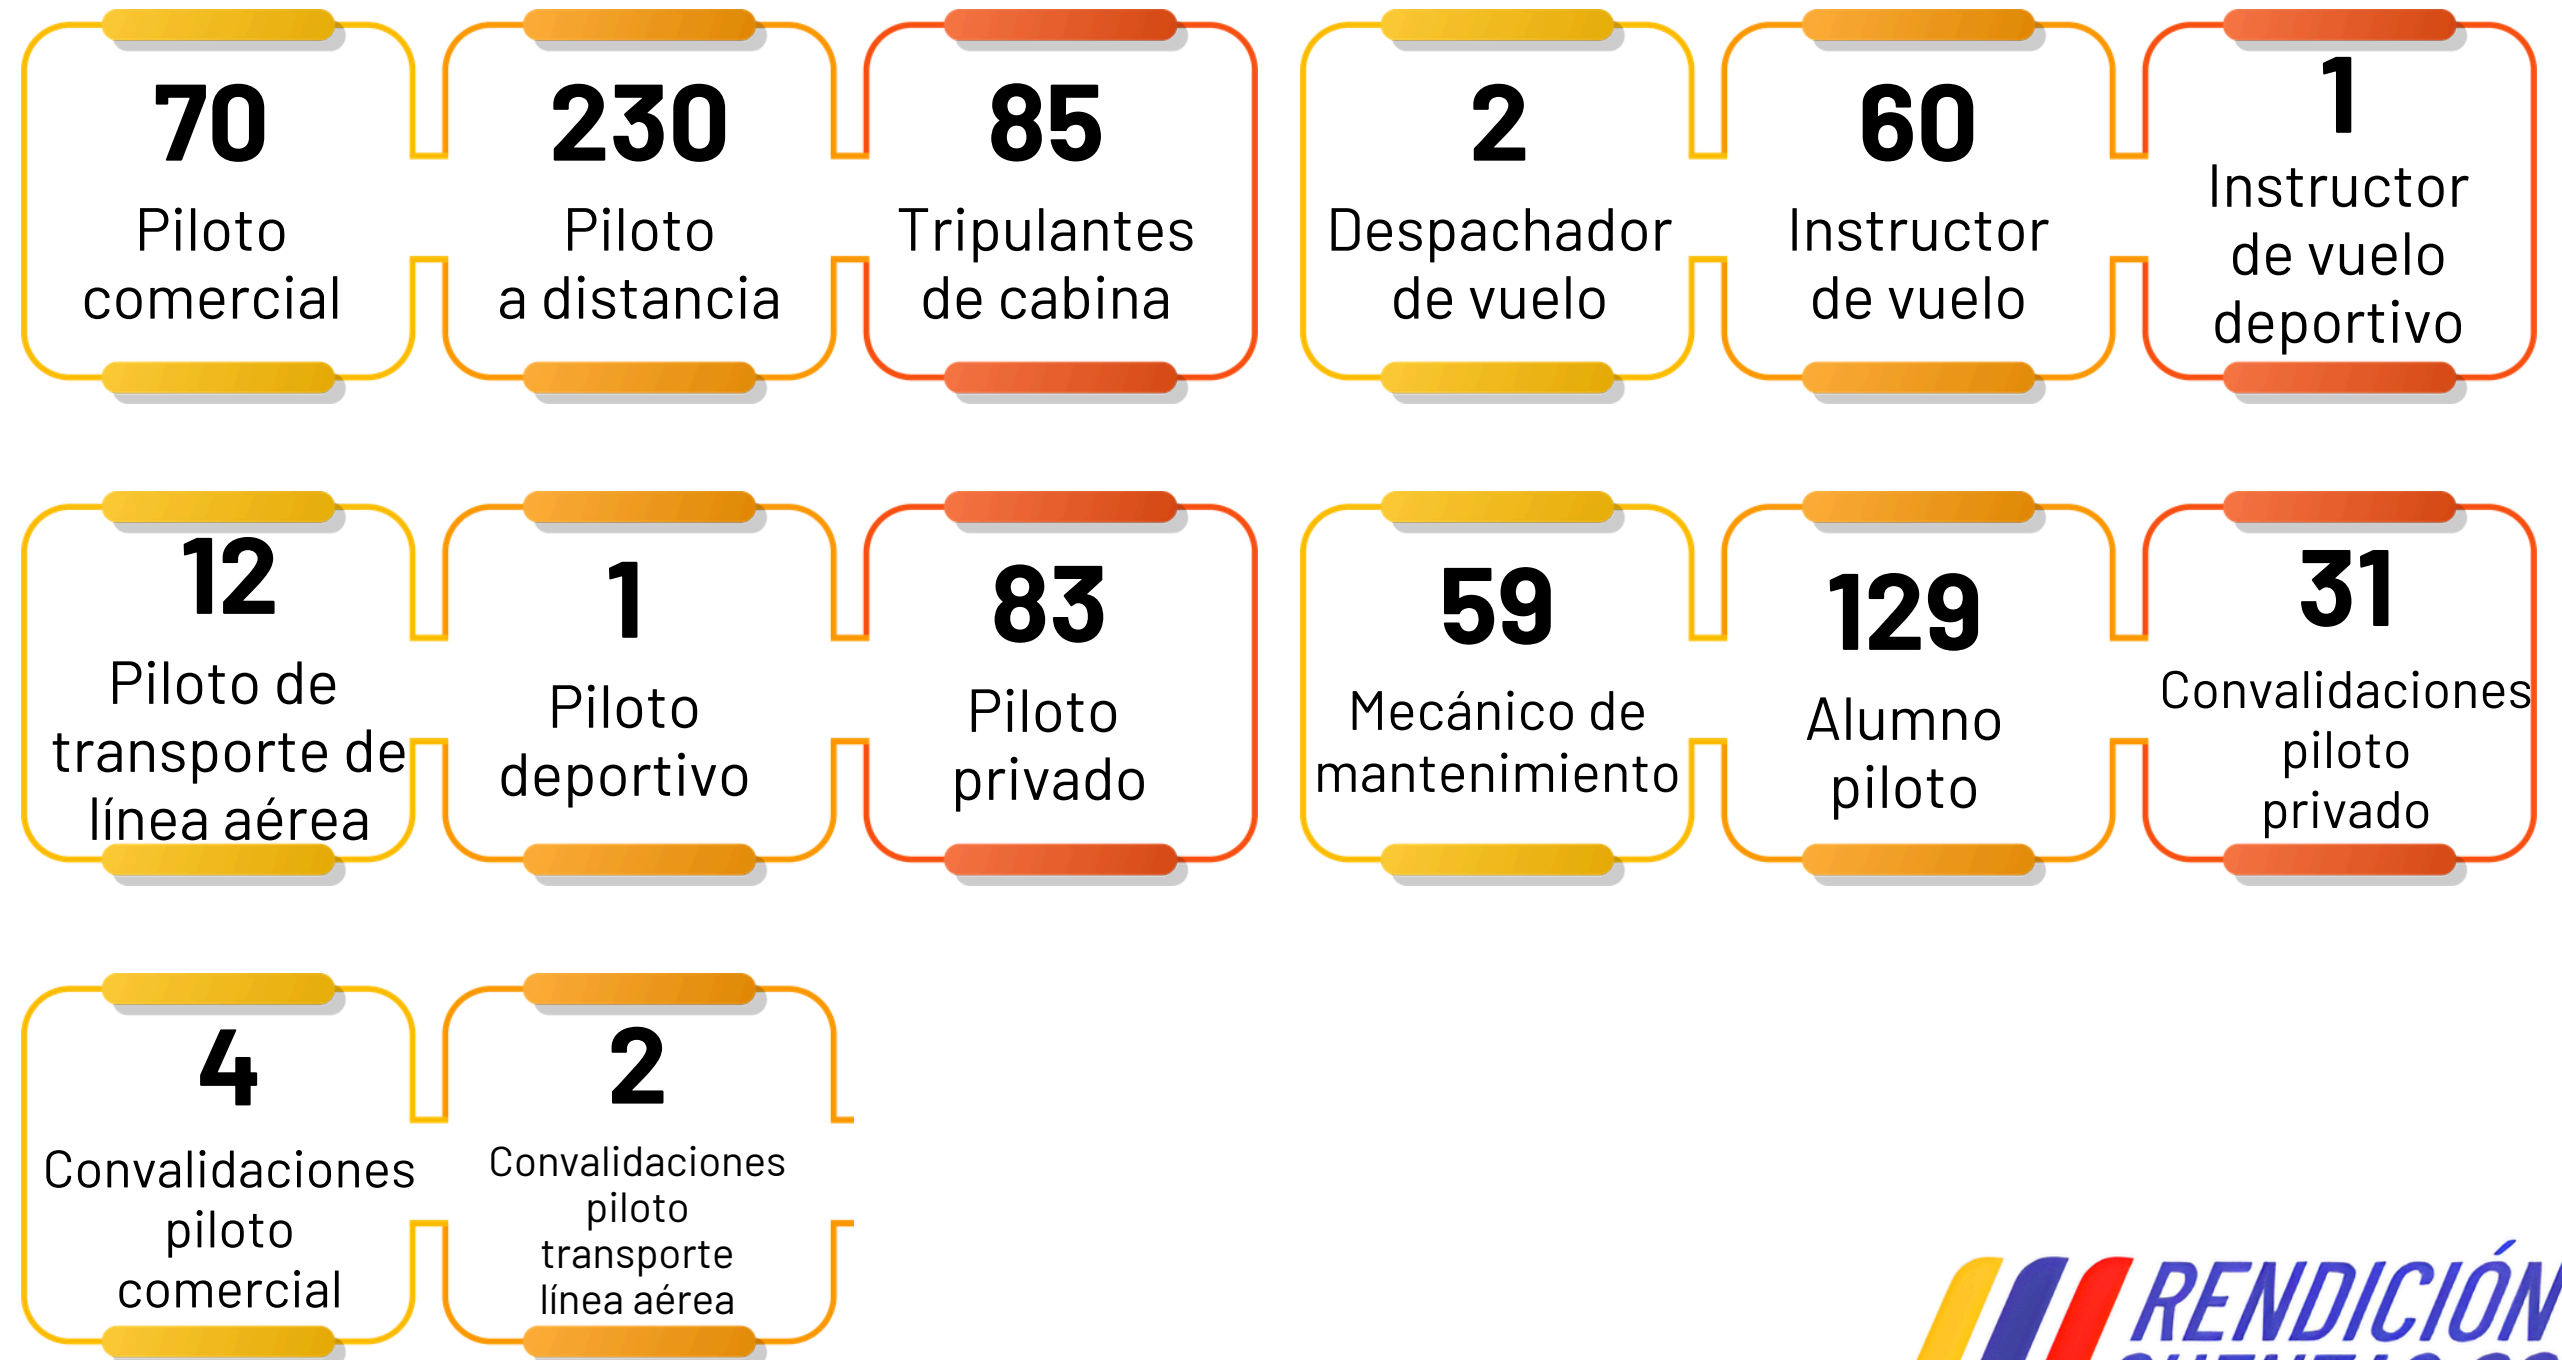 70
Piloto
comercial
230
Piloto
a distancia
85
Tripulantes
de cabina
2
Despachador
de vuelo
60
Instructor
de vuelo
1
Instructor
de vuelo
deportivo
12
Piloto de
transporte de
línea aérea
1
Piloto
deportivo
83
Piloto
privado
59
Mecánico de
mantenimiento
129
Alumno
piloto
31
Convalidaciones
piloto
privado
4
Convalidaciones
piloto
comercial
2
Convalidaciones
piloto
transporte
línea aérea
RENDICIÓN